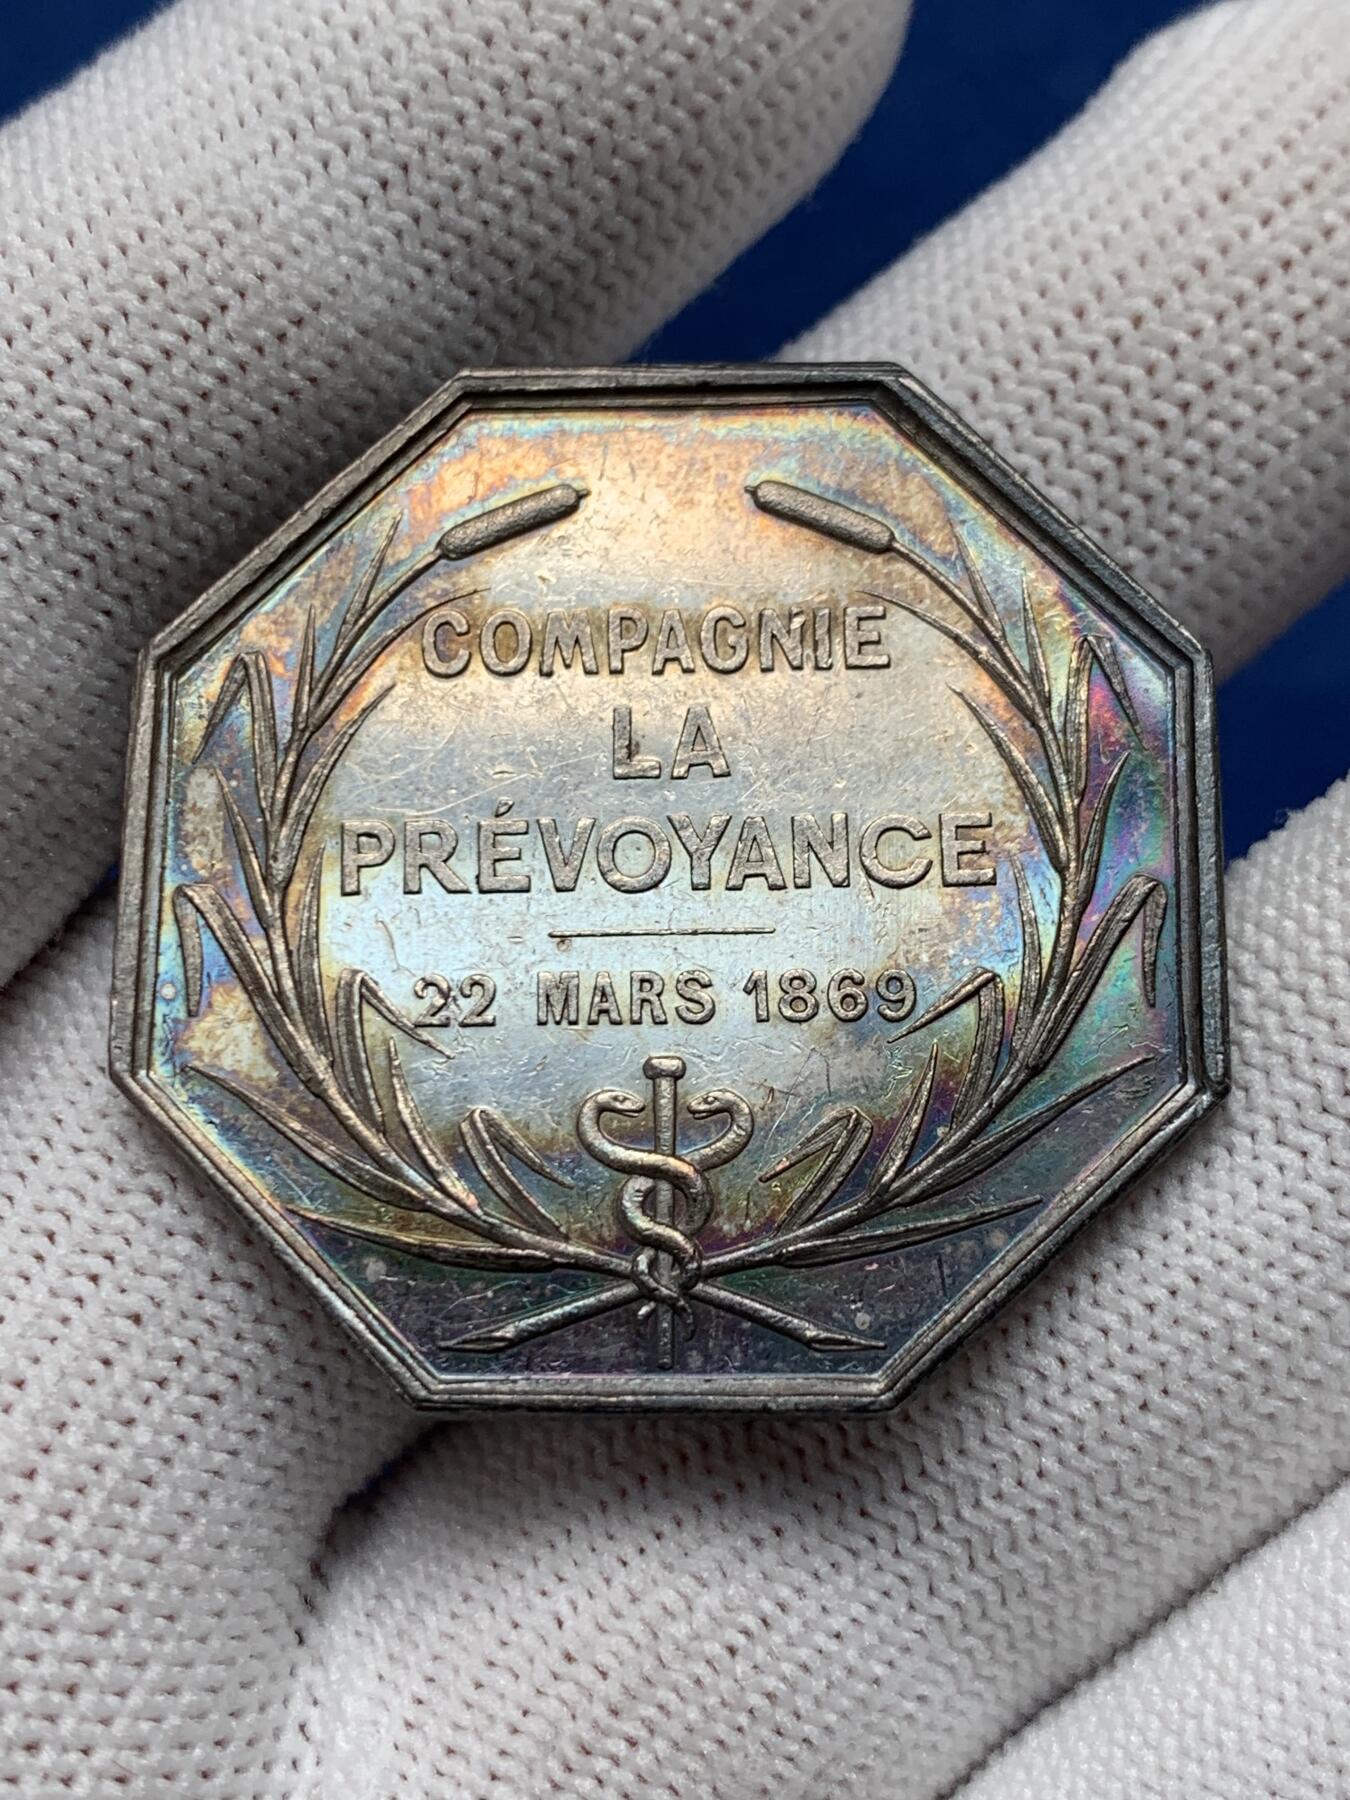 COMPAGNIE
LA
PRÉVOYANCE
22 MARS 1869